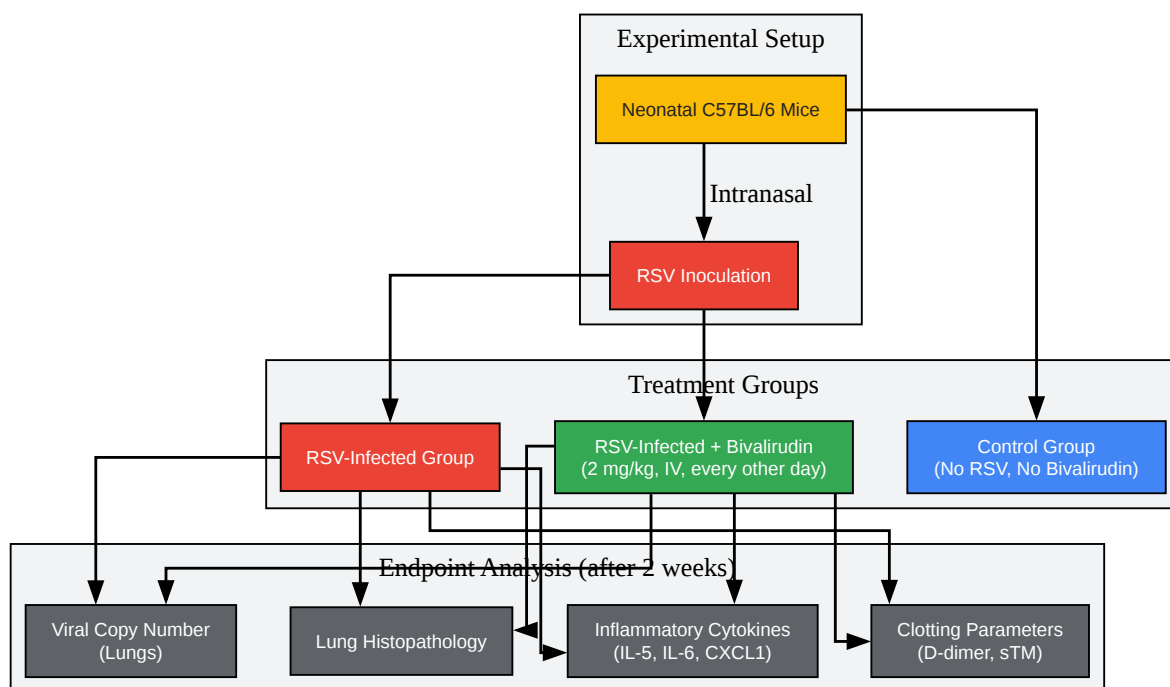 Experimental Setup
Neonatal C57BL/6 Mice
Intranasal
RSV Inoculation
Treatment Groups
RSV-Infected Group
RSV-Infected + Bivalirudin
(2 mg/kg, IV, every other day)
Control Group
(No RSV, No Bivalirudin)
Endpoint Analysis (after 2 weeks)
Viral Copy Number
(Lungs)
Lung Histopathology
Inflammatory Cytokines
(IL-5, IL-6, CXCL1)
Clotting Parameters
(D-dimer, sTM)